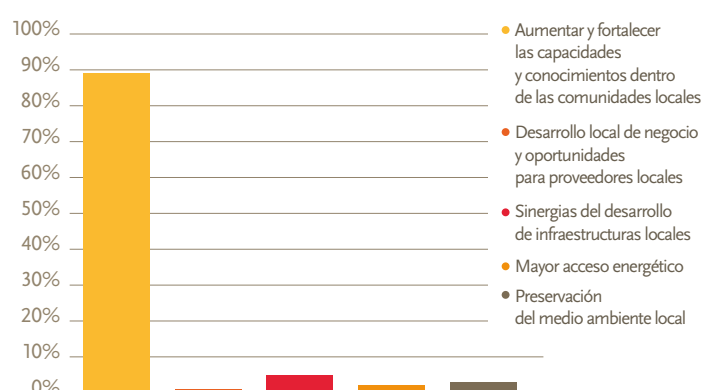 100%
90%
80%
70%
60%
50%
40%
30%
20%
10%
0%
Aumentar y fortalecer
las capacidades
y conocimientos dentro
de las comunidades locales
Desarrollo local de negocio
y oportunidades
para proveedores locales
Sinergias del desarrollo
de infraestructuras locales
Mayor acceso energético
Preservación
del medio ambiente local